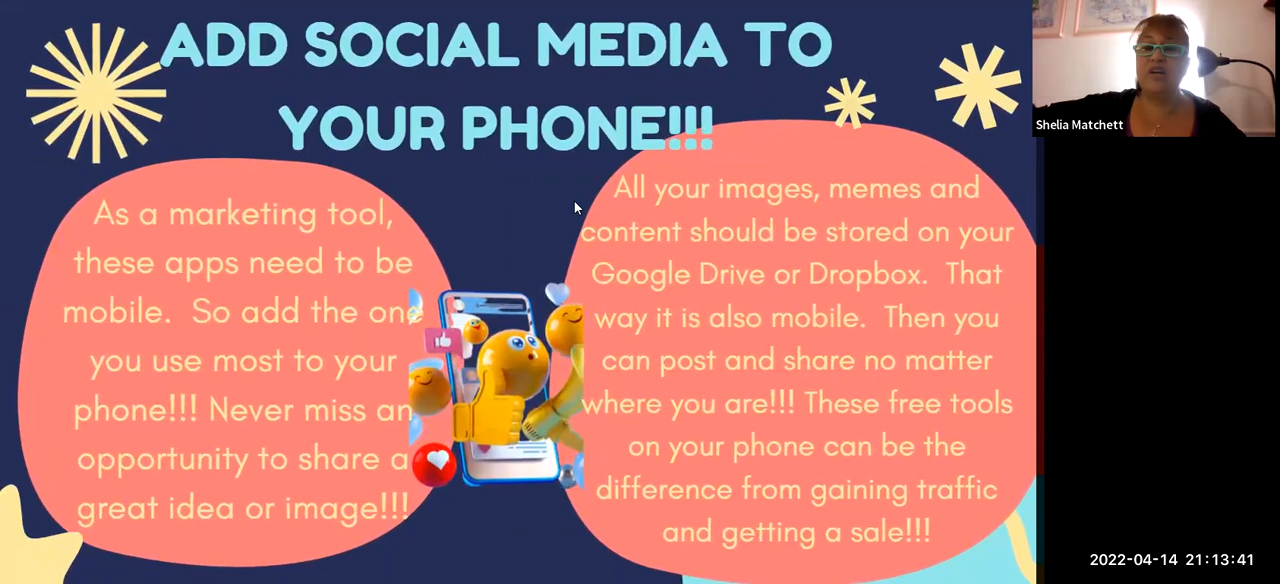 ADD SOCIAL MEDIA TO
YOUR PHONE!!!
As a marketing tool,
these apps need to be
mobile.  So add the one
you use most to your
phone!!! Never miss an
opportunity to share a
great idea or image!!!
All your images, memes and
content should be stored on your
Google Drive or Dropbox.  That
way it is also mobile.  Then you
can post and share no matter
where you are!!! These free tools
on your phone can be the
difference from gaining traffic
and getting a sale!!!
Shelia Matchett
2022-04-14 21:13:41